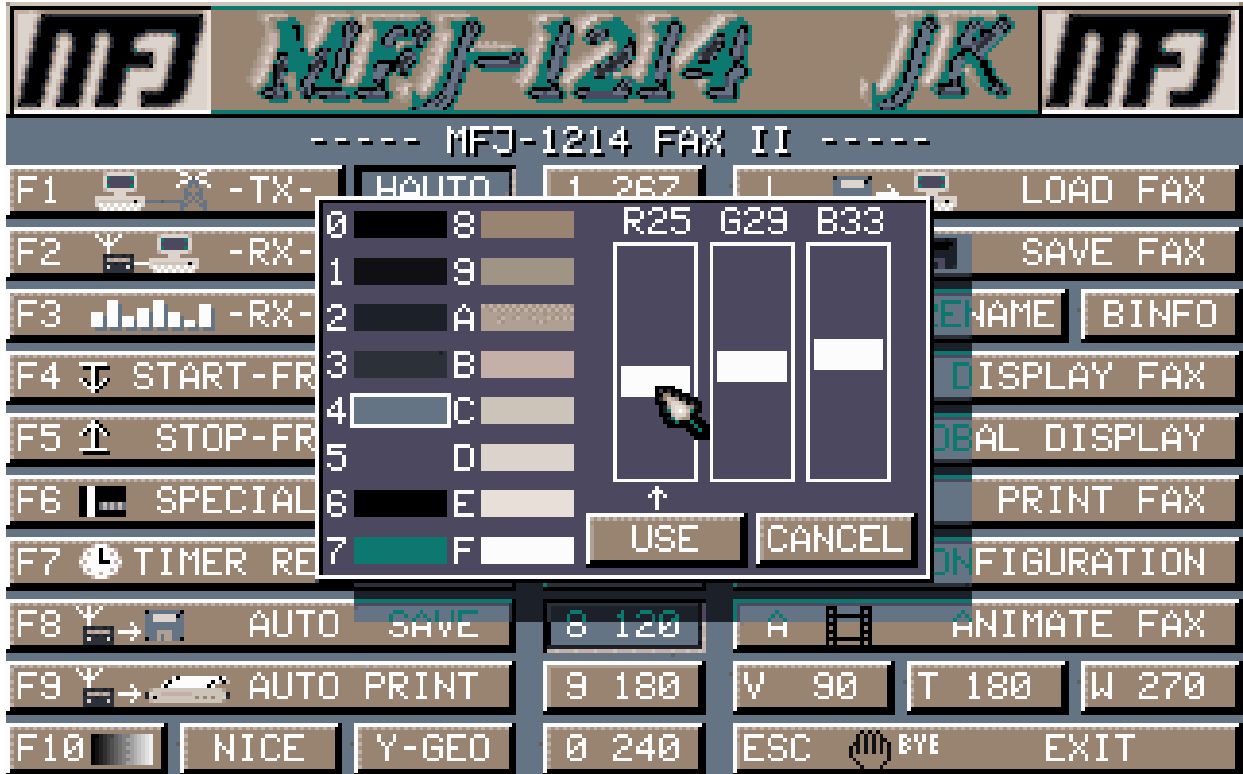 MFJ MFJ-1214 JK MFJ
----- MFJ-1214 FAX II -----
F1 -TX- HAUTO 1 267 L → LOAD FAX
F2 -RX- SAVE FAX
F3 -RX- ENAME BINFO
F4 START-FR DISPLAY FAX
F5 STOP-FR OBAL DISPLAY
F6 SPECIAL PRINT FAX
F7 TIMER RE ONFIGURATION
0 8 R25 G29 B33
1 9
2 A
3 B
4 C
5 D
6 E ↑
7 F USE CANCEL
F8 → AUTO SAVE 8 120 A ANIMATE FAX
F9 → AUTO PRINT 9 180 V 90 T 180 W 270
F10 NICE Y-GEO 0 240 ESC BYE EXIT